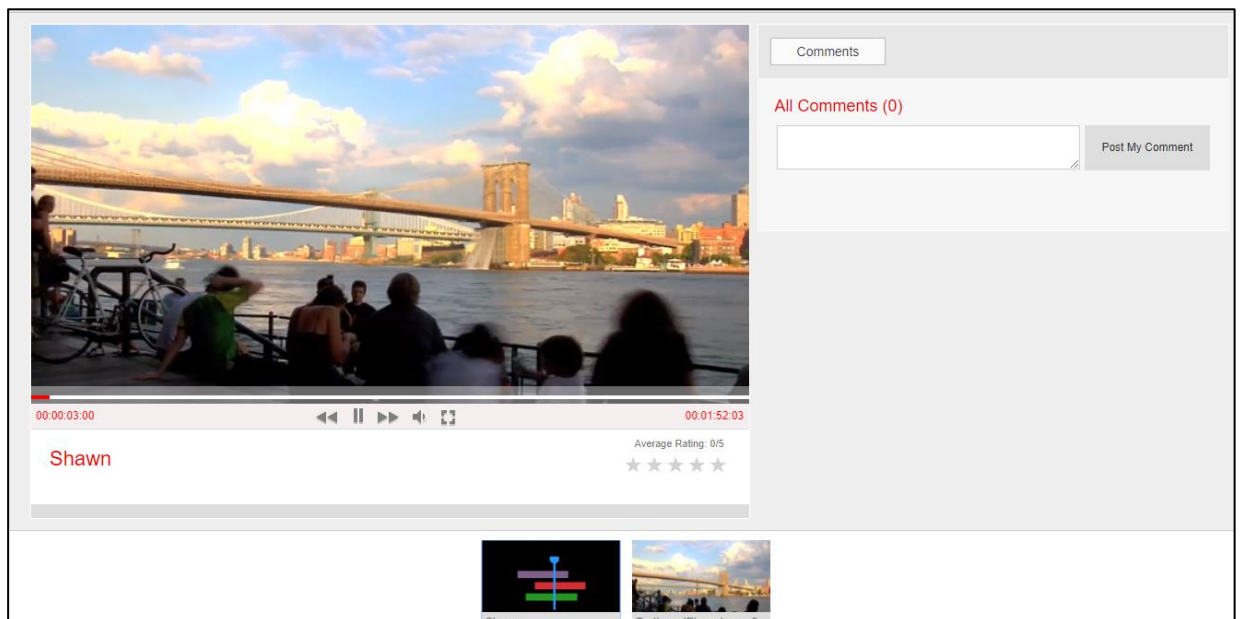 Comments
All Comments (0)
Post My Comment
00:00:03:00
00:01:52:03
Shawn
Average Rating: 0/5